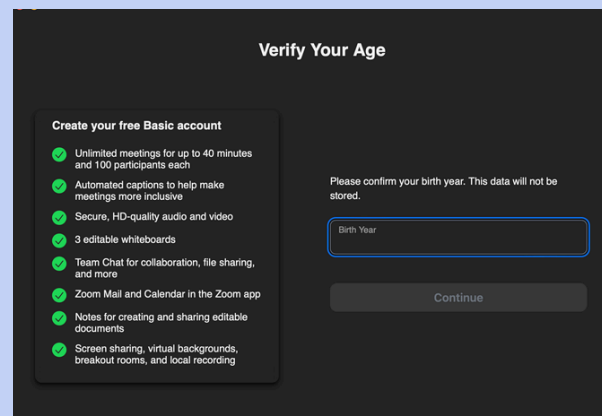 Verify Your Age
Create your free Basic account
Unlimited meetings for up to 40 minutes
and 100 participants each
Automated captions to help make
meetings more inclusive
Secure, HD-quality audio and video
3 editable whiteboards
Team Chat for collaboration, file sharing,
and more
Zoom Mail and Calendar in the Zoom app
Notes for creating and sharing editable
documents
Screen sharing, virtual backgrounds,
breakout rooms, and local recording
Please confirm your birth year. This data will not be
stored.
Birth Year
Continue